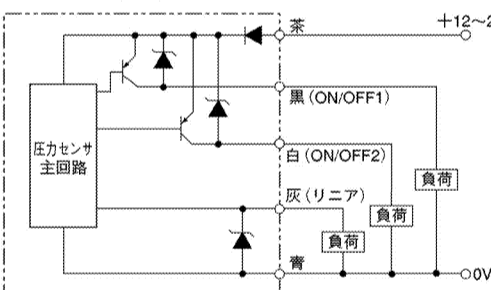 茶
+12〜2
黒(ON/OFF1)
圧力センサ
主回路
白(ON/OFF2)
負荷
灰(リニア)
負荷
負荷
青
0V